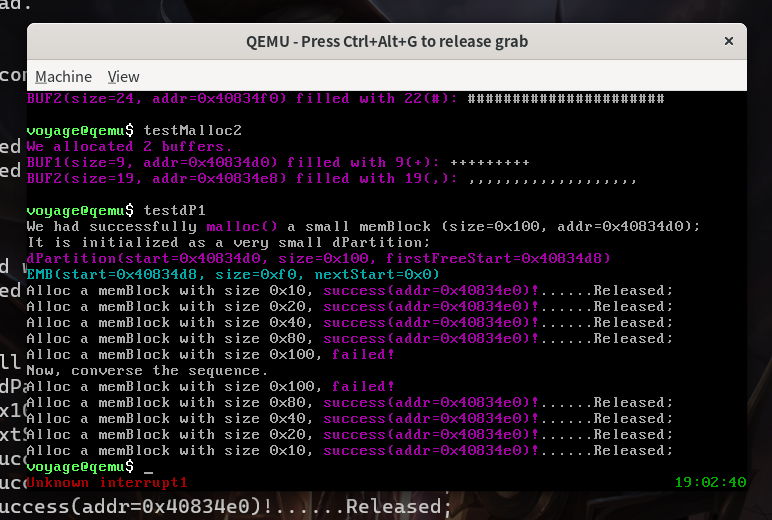 ad.
QEMU - Press Ctrl+Alt+G to release grab
×
Machine View
BUF2(size=24, addr=0x40834f0) filled with 22(#): ######################
voyage@qemu$ testMalloc2
We allocated 2 buffers.
BUF1(size=9, addr=0x40834d0) filled with 9(+): +++++++++
BUF2(size=19, addr=0x40834e8) filled with 19(,): ,,,,,,,,,,,,,,,,,,,
voyage@qemu$ testdP1
We had successfully malloc() a small memBlock (size=0x100, addr=0x40834d0);
It is initialized as a very small dPartition;
dPartition(start=0x40834d0, size=0x100, firstFreeStart=0x40834d8)
EMB(start=0x40834d8, size=0xf0, nextStart=0x0)
Alloc a memBlock with size 0x10, success(addr=0x40834e0)!......Released;
Alloc a memBlock with size 0x20, success(addr=0x40834e0)!......Released;
Alloc a memBlock with size 0x40, success(addr=0x40834e0)!......Released;
Alloc a memBlock with size 0x80, success(addr=0x40834e0)!......Released;
Alloc a memBlock with size 0x100, failed!
Now, converse the sequence.
Alloc a memBlock with size 0x100, failed!
Alloc a memBlock with size 0x80, success(addr=0x40834e0)!......Released;
Alloc a memBlock with size 0x40, success(addr=0x40834e0)!......Released;
Alloc a memBlock with size 0x20, success(addr=0x40834e0)!......Released;
Alloc a memBlock with size 0x10, success(addr=0x40834e0)!......Released;
voyage@qemu$ _
Unknown interrupt1 19:02:40
uccess(addr=0x40834e0)!......Released;